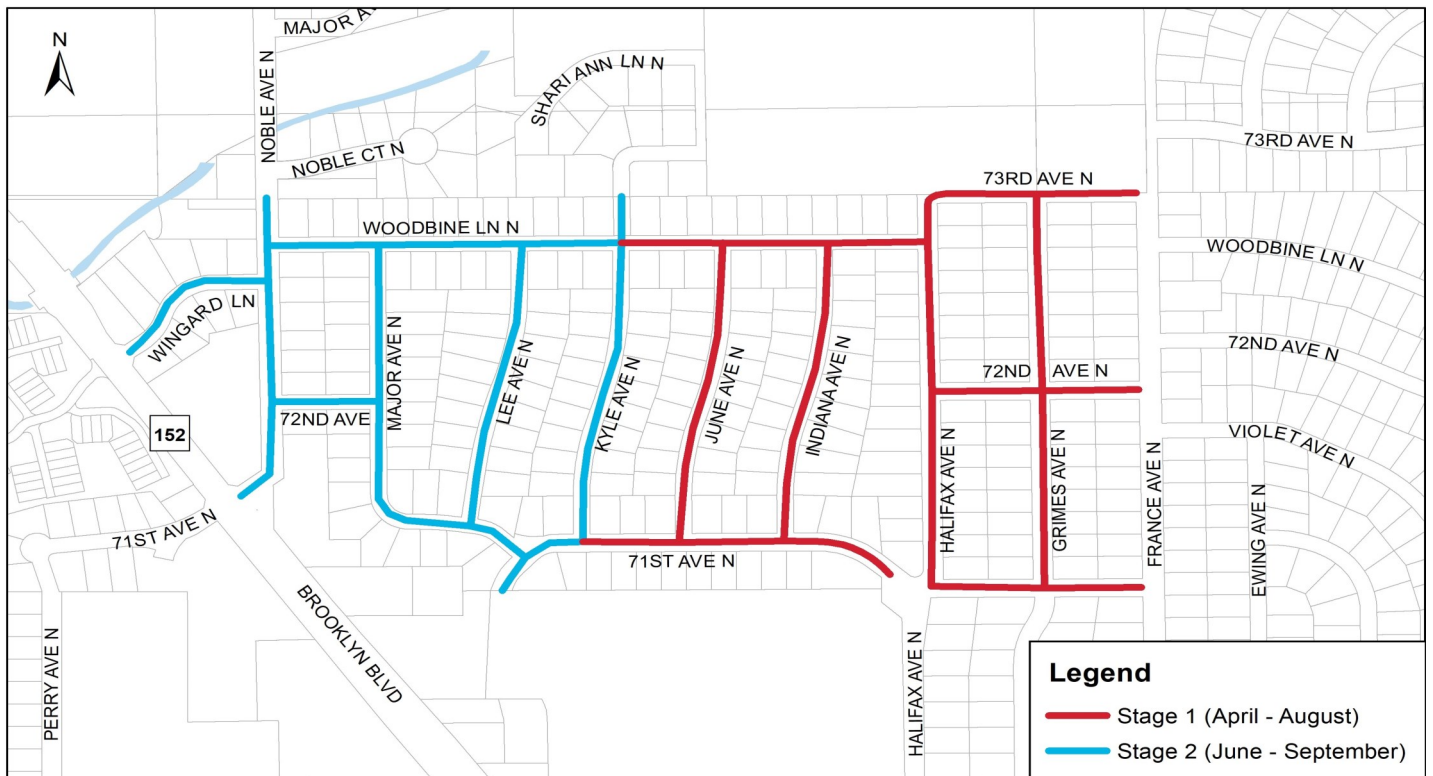 MAJOR AV
N
NOBLE AVE N
SHARI ANN LN N
NOBLE CT N
73RD AVE N
73RD AVE N
WOODBINE LN N
WOODBINE LN N
WINGARD LN
MAJOR AVE N
LEE AVE N
KYLE AVE N
JUNE AVE N
INDIANA AVE N
72ND AVE N
72ND AVE N
72ND AVE
152
HALIFAX AVE N
GRIMES AVE N
FRANCE AVE N
VIOLET AVE N
EWING AVE N
71ST AVE N
71ST AVE N
BROOKLYN BLVD
PERRY AVE N
HALIFAX AVE N
Legend
Stage 1 (April - August)
Stage 2 (June - September)